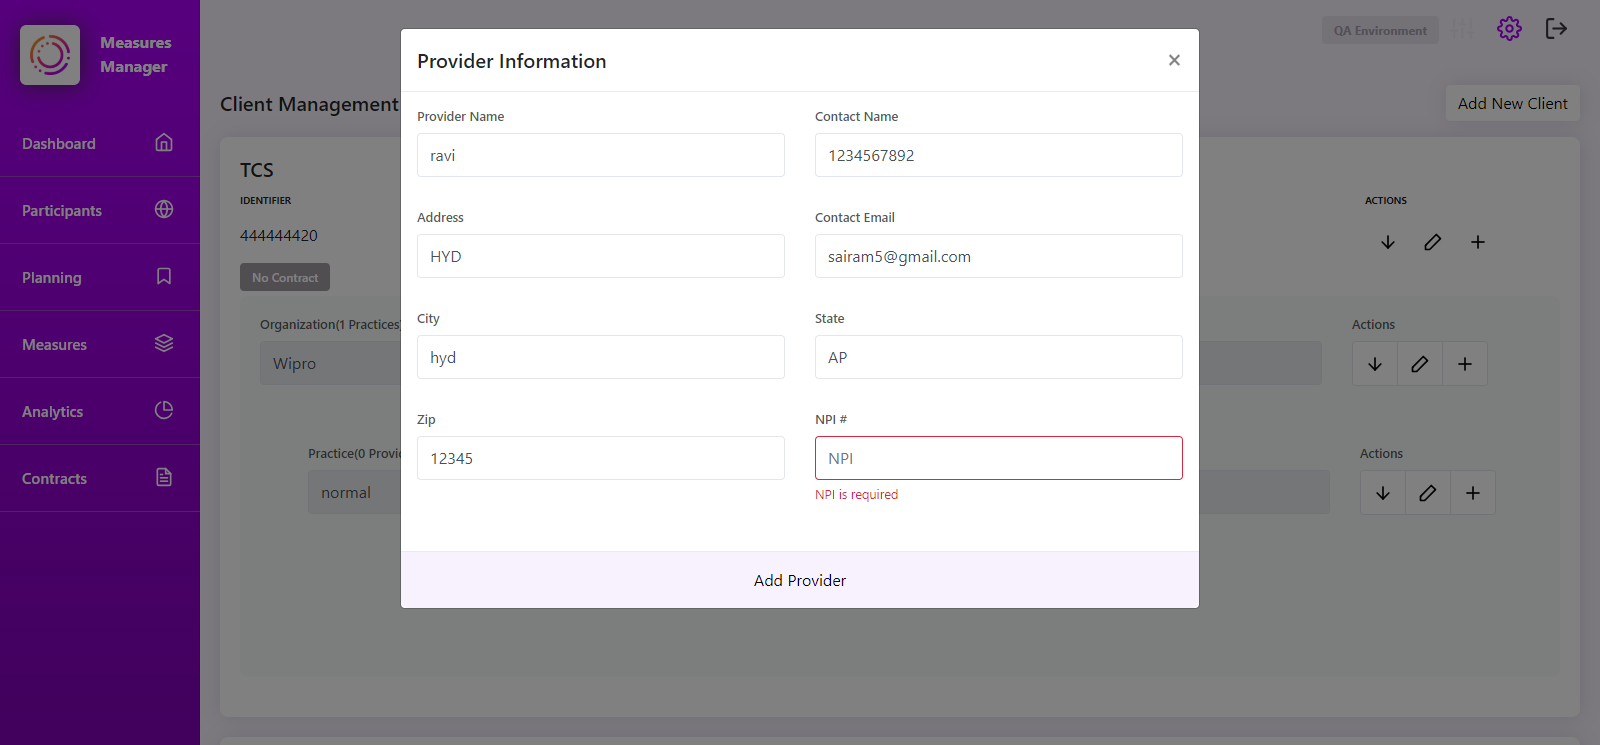 Measures
Manager
Dashboard
Participants
Planning
Measures
Analytics
Contracts
QA Environment
Client Management
Add New Client
TCS
IDENTIFIER
444444420
No Contract
ACTIONS
Organization(1 Practices)
Actions
Wipro
Practice(0 Provi
Actions
normal
Provider Information
×
Provider Name
Contact Name
ravi
1234567892
Address
Contact Email
HYD
sairam5@gmail.com
City
State
hyd
AP
Zip
NPI #
12345
NPI
NPI is required
Add Provider